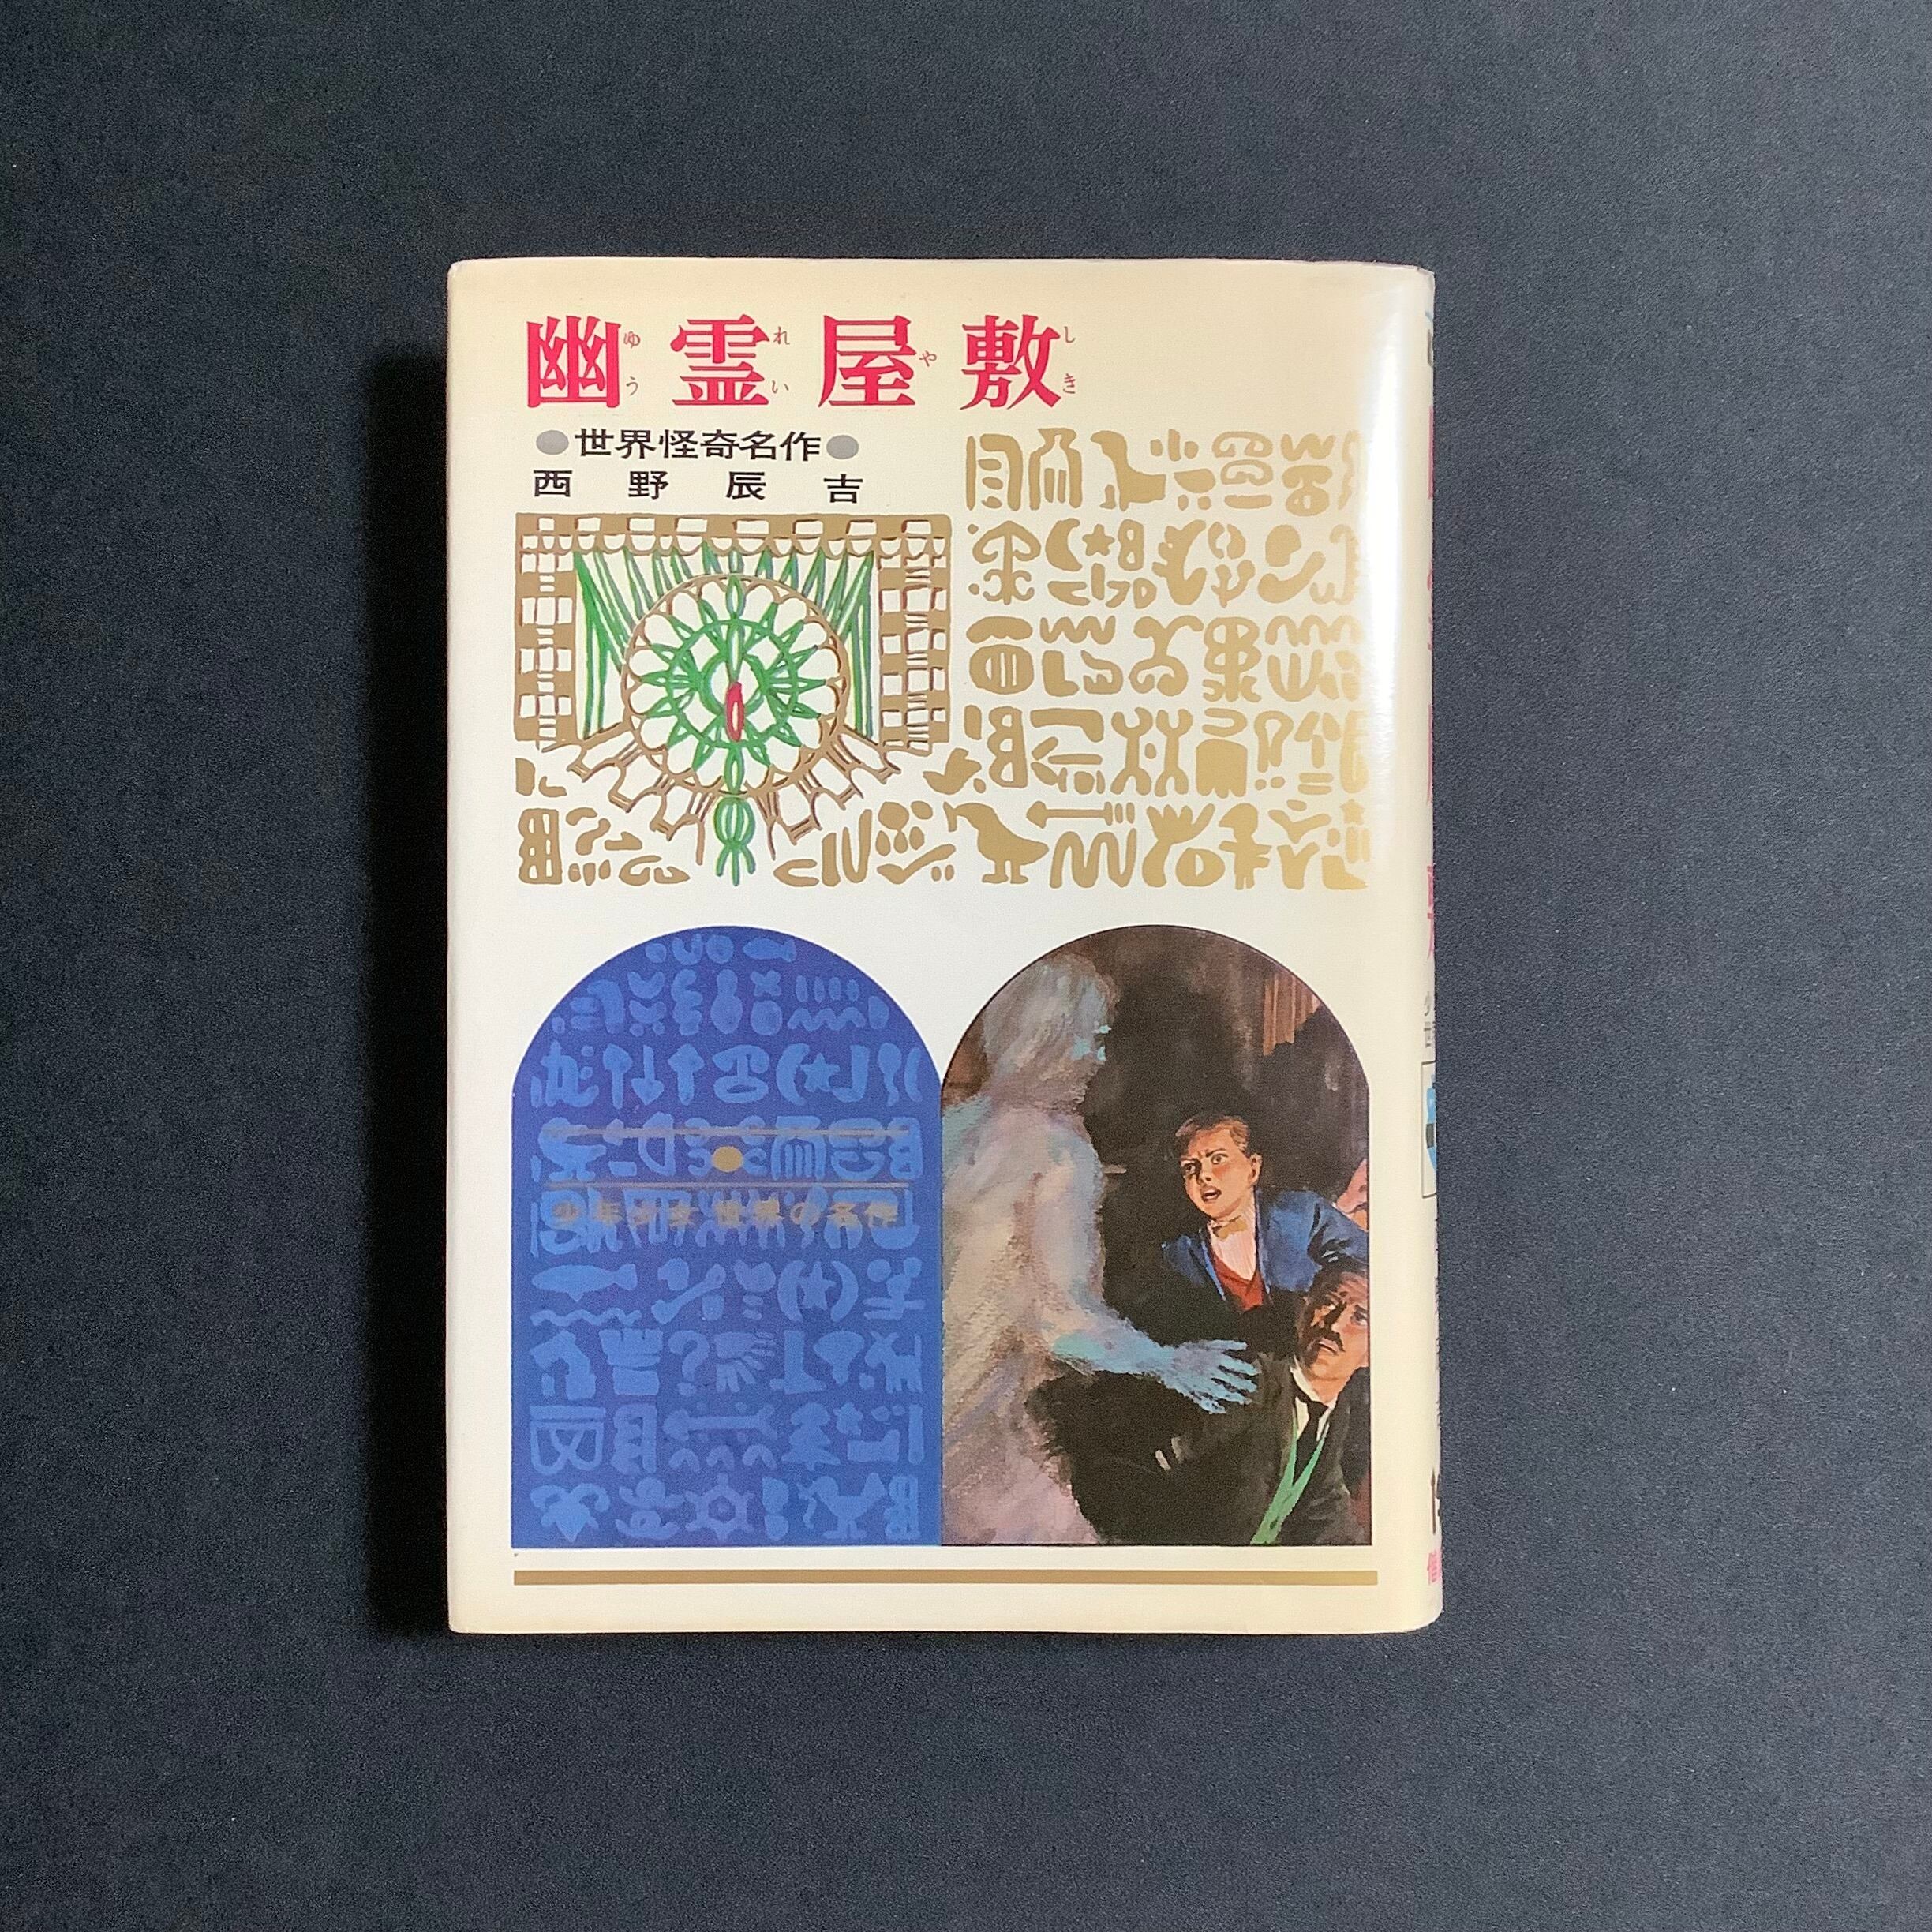 幽霊屋敷
ゆうれいやしき
●世界怪奇名作●
西野辰吉
少年少女 世界の名作